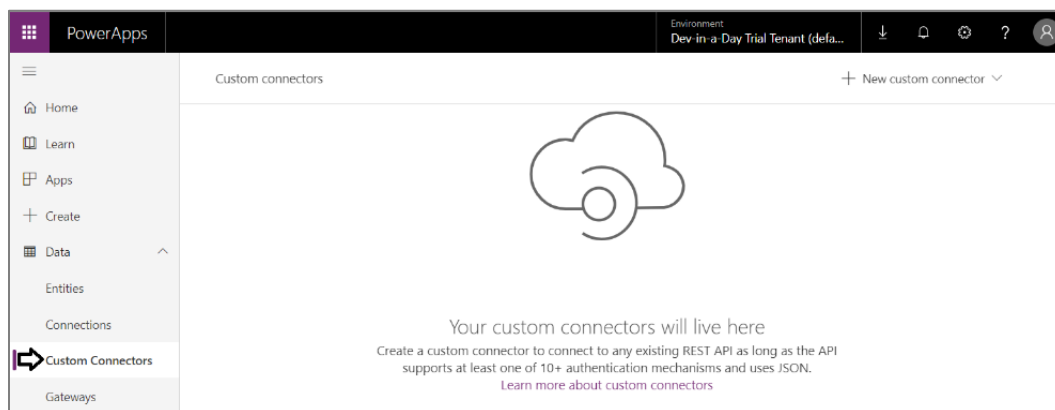 PowerApps
Environment
Dev-in-a-Day Trial Tenant (defa...
?
Custom connectors
New custom connector
Home
Learn
Apps
Create
Data
Entities
Connections
Custom Connectors
Gateways
Your custom connectors will live here
Create a custom connector to connect to any existing REST API as long as the API
supports at least one of 10+ authentication mechanisms and uses JSON.
Learn more about custom connectors